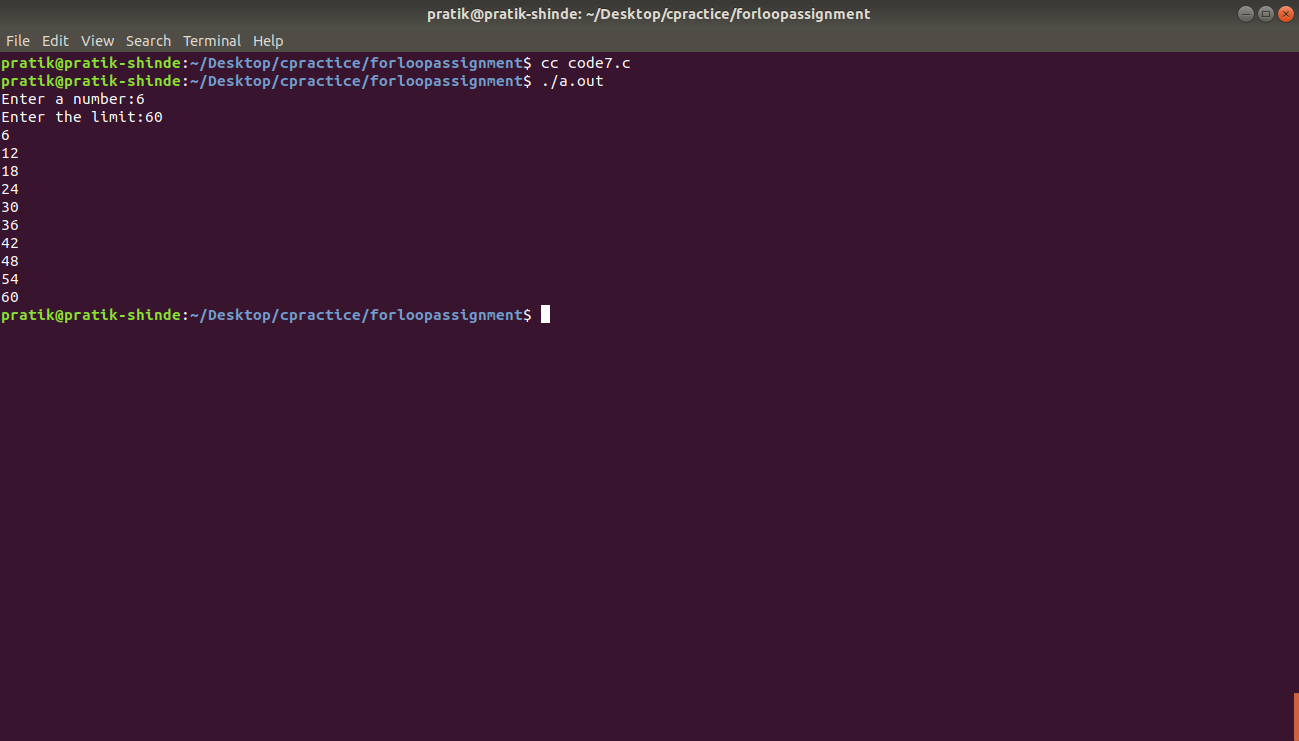 pratik@pratik-shinde: ~/Desktop/cpractice/forloopassignment
File Edit View Search Terminal Help
pratik@pratik-shinde:~/Desktop/cpractice/forloopassignment$ cc code7.c
pratik@pratik-shinde:~/Desktop/cpractice/forloopassignment$ ./a.out
Enter a number:6
Enter the limit:60
6
12
18
24
30
36
42
48
54
60
pratik@pratik-shinde:~/Desktop/cpractice/forloopassignment$